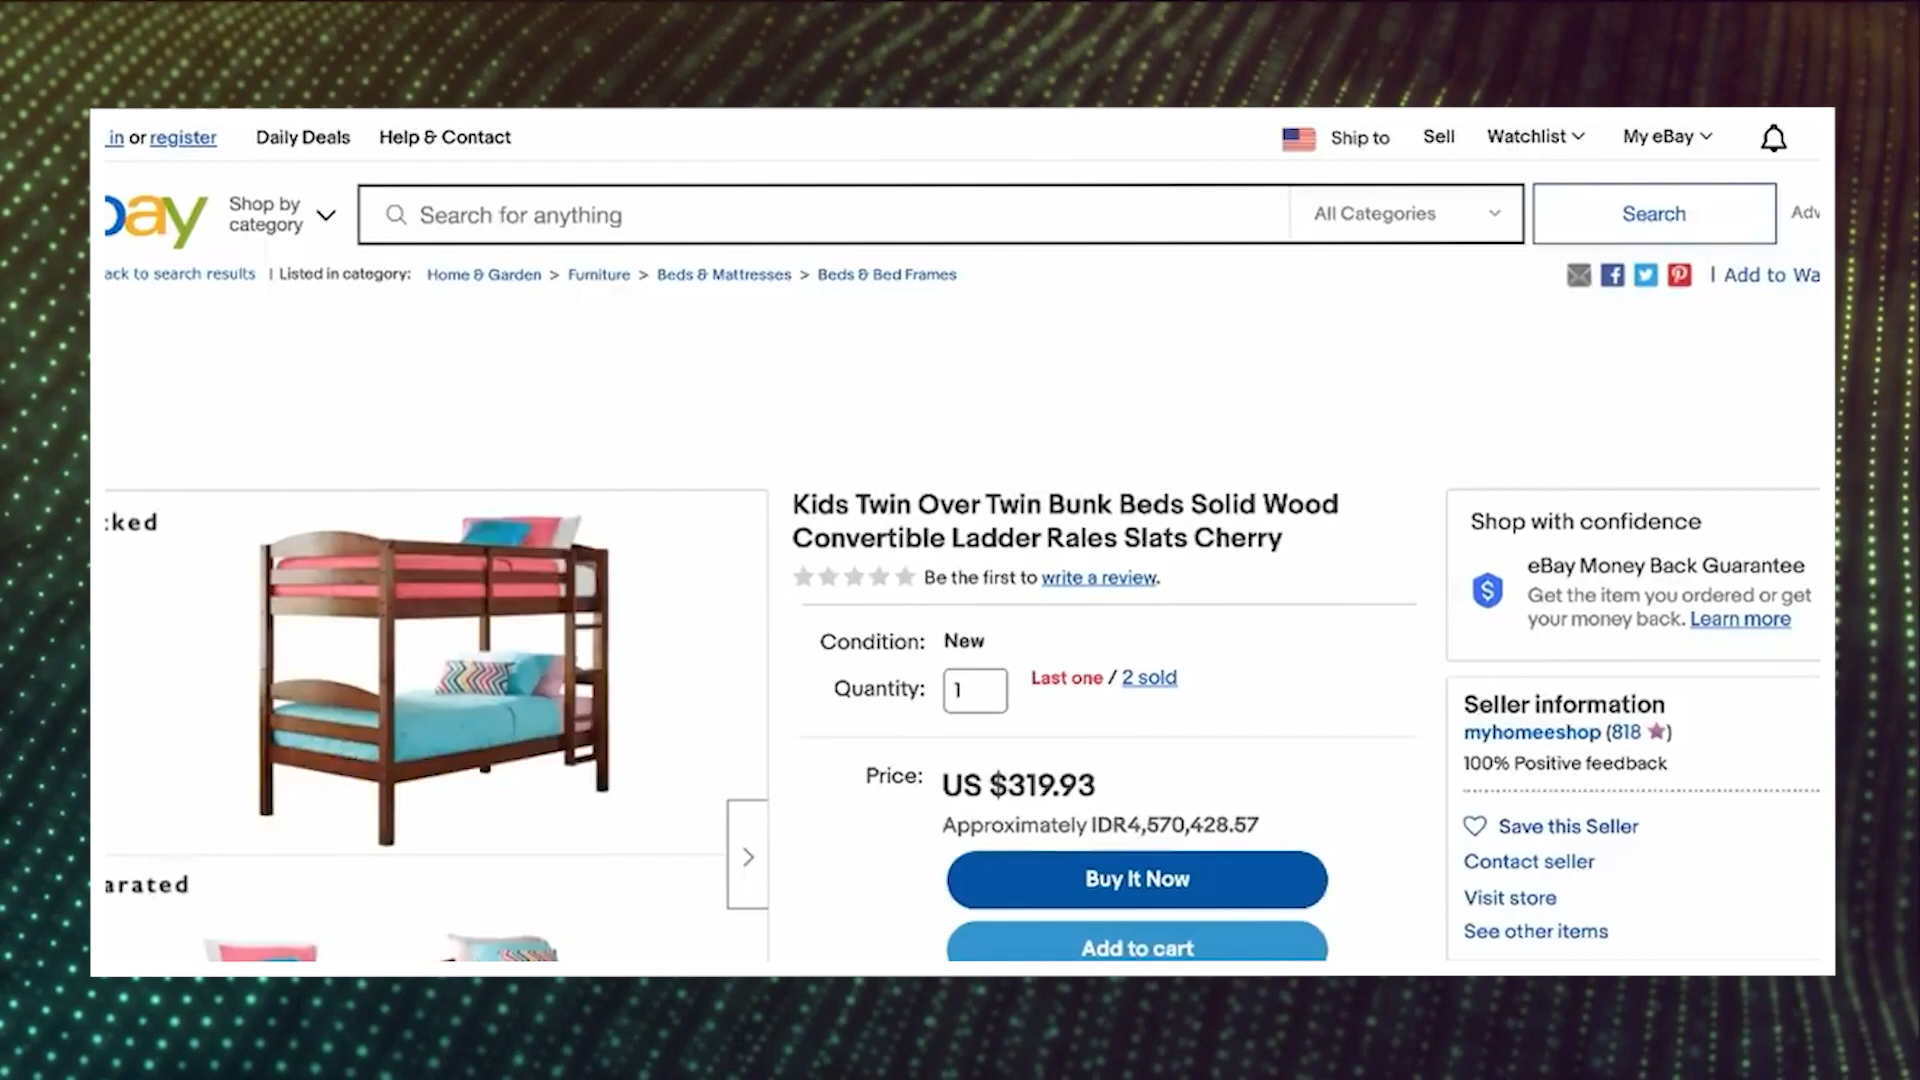 in or register Daily Deals Help & Contact Ship to Sell Watchlist My eBay
bay Shop by category Search for anything All Categories Search Adv
ack to search results | Listed in category: Home & Garden > Furniture > Beds & Mattresses > Beds & Bed Frames | Add to Wa
cked
arated
Kids Twin Over Twin Bunk Beds Solid Wood
Convertible Ladder Rales Slats Cherry
Be the first to write a review.
Condition: New
Quantity: 1 Last one / 2 sold
Price: US $319.93
Approximately IDR4,570,428.57
Buy It Now
Add to cart
Shop with confidence
eBay Money Back Guarantee
Get the item you ordered or get
your money back. Learn more
Seller information
myhomeeshop (818 ★)
100% Positive feedback
Save this Seller
Contact seller
Visit store
See other items